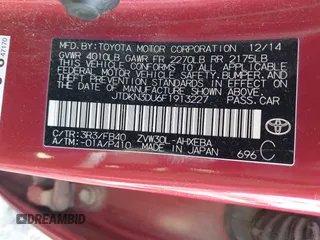 MFD.BY:TOYOTA MOTOR CORPORATION 12/14
GVWR 4010LB GAWR FR 2270LB RR 2175LB
THIS VEHICLE CONFORMS TO ALL APPLICABLE
FEDERAL MOTOR VEHICLE SAFETY, BUMPER, AND
THEFT PREVENTION STANDARDS IN EFFECT ON
THE DATE OF MANUFACTURE SHOWN ABOVE.
JTDKN3DU6F1913227 PASS. CAR
C/TR:3R3/FB40 ZVW30L-AHXEBA
A/TM:-01A/P410 MADE IN JAPAN 696 C
TOYOTA
DREAMBID